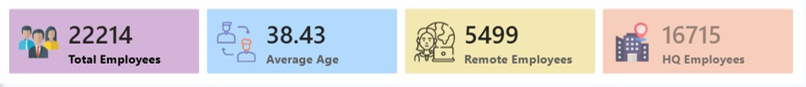 22214
Total Employees
38.43
Average Age
5499
Remote Employees
16715
HQ Employees